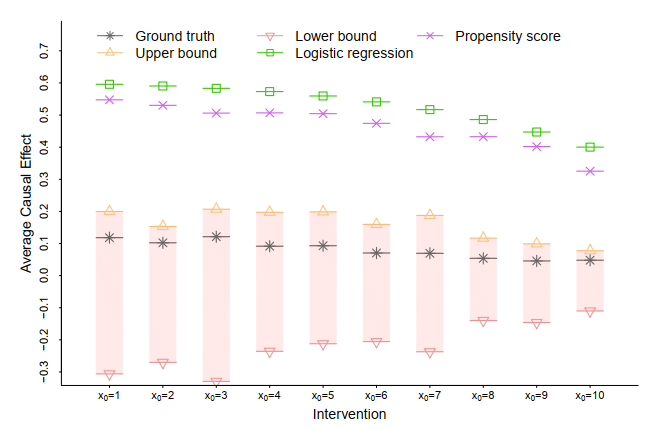 Ground truth Lower bound Propensity score
Upper bound Logistic regression
Average Causal Effect
0.7
0.6
0.5
0.4
0.3
0.2
0.1
0.0
−0.1
−0.2
−0.3
x₀=1 x₀=2 x₀=3 x₀=4 x₀=5 x₀=6 x₀=7 x₀=8 x₀=9 x₀=10
Intervention